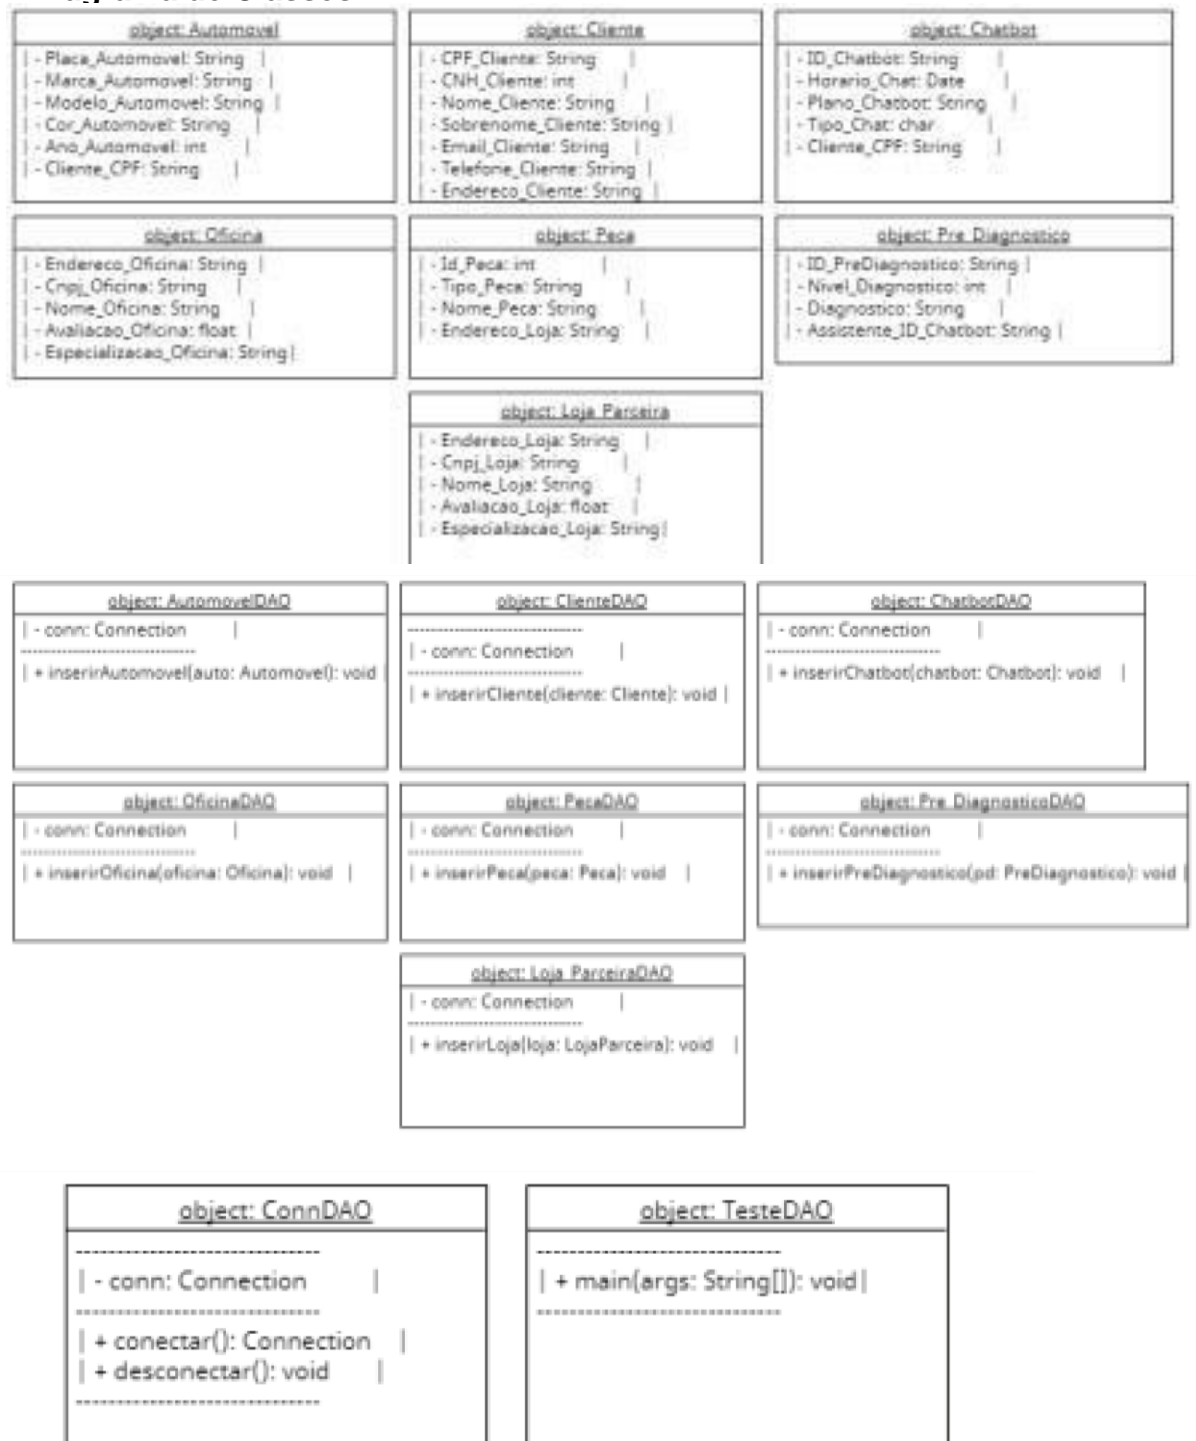 object: Automovel
| - Placa_Automovel: String |
| - Marca_Automovel: String |
| - Modelo_Automovel: String |
| - Cor_Automovel: String |
| - Ano_Automovel: int |
| - Cliente_CPF: String |
object: Cliente
| - CPF_Cliente: String |
| - CNH_Cliente: int |
| - Nome_Cliente: String |
| - Sobrenome_Cliente: String |
| - Email_Cliente: String |
| - Telefone_Cliente: String |
| - Endereco_Cliente: String |
object: Chatbot
| - ID_Chatbot: String |
| - Horario_Chat: Date |
| - Plano_Chatbot: String |
| - Tipo_Chat: char |
| - Cliente_CPF: String |
object: Oficina
| - Endereco_Oficina: String |
| - Cnpj_Oficina: String |
| - Nome_Oficina: String |
| - Avaliacao_Oficina: float |
| - Especializacao_Oficina: String|
object: Peca
| - Id_Peca: int |
| - Tipo_Peca: String |
| - Nome_Peca: String |
| - Endereco_Loja: String |
object: Pre_Diagnostico
| - ID_PreDiagnostico: String |
| - Nivel_Diagnostico: int |
| - Diagnostico: String |
| - Assistente_ID_Chatbot: String |
object: Loja_Parceira
| - Endereco_Loja: String |
| - Cnpj_Loja: String |
| - Nome_Loja: String |
| - Avaliacao_Loja: float |
| - Especializacao_Loja: String|
object: AutomovelDAO
| - conn: Connection |
| + inserirAutomovel(auto: Automovel): void |
object: ClienteDAO
| - conn: Connection |
| + inserirCliente(cliente: Cliente): void |
object: ChatbotDAO
| - conn: Connection |
| + inserirChatbot(chatbot: Chatbot): void |
object: OficinaDAO
| - conn: Connection |
| + inserirOficina(oficina: Oficina): void |
object: PecaDAO
| - conn: Connection |
| + inserirPeca(peca: Peca): void |
object: Pre_DiagnosticoDAO
| - conn: Connection |
| + inserirPreDiagnostico(pd: PreDiagnostico): void |
object: Loja_ParceiraDAO
| - conn: Connection |
| + inserirLoja(loja: LojaParceira): void |
object: ConnDAO
| - conn: Connection |
| + conectar(): Connection |
| + desconectar(): void |
object: TesteDAO
| + main(args: String[]): void|